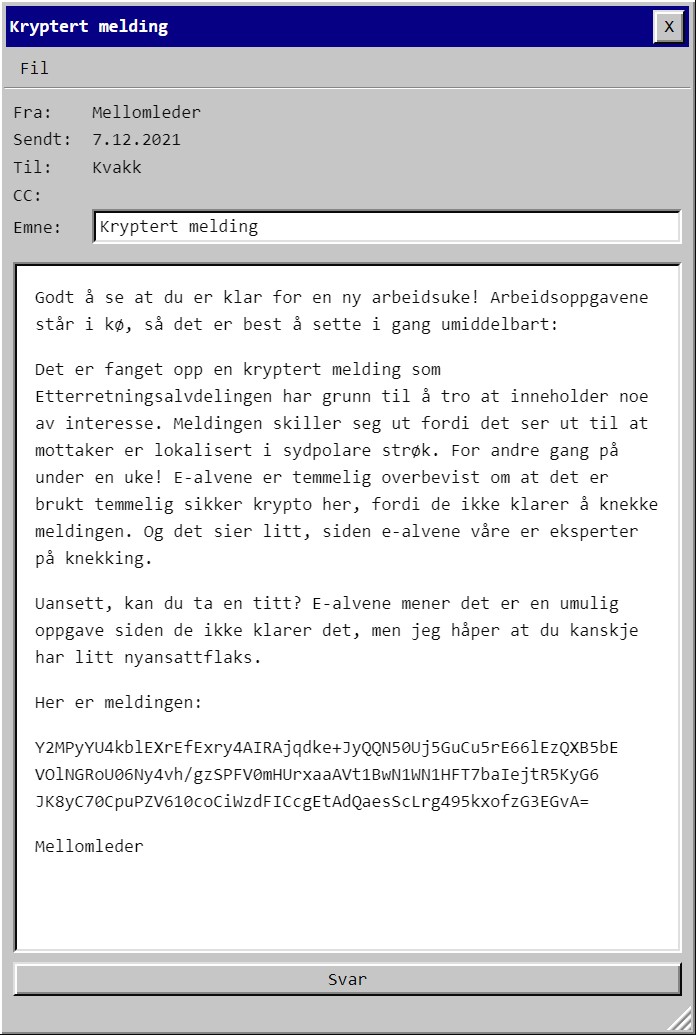 Kryptert melding
X
Fil
Fra: Mellomleder
Sendt: 7.12.2021
Til: Kvakk
CC:
Emne: Kryptert melding
Godt å se at du er klar for en ny arbeidsuke! Arbeidsoppgavene
står i kø, så det er best å sette i gang umiddelbart:
Det er fanget opp en kryptert melding som
Etterretningsalvdelingen har grunn til å tro at inneholder noe
av interesse. Meldingen skiller seg ut fordi det ser ut til at
mottaker er lokalisert i sydpolare strøk. For andre gang på
under en uke! E-alvene er temmelig overbevist om at det er
brukt temmelig sikker krypto her, fordi de ikke klarer å knekke
meldingen. Og det sier litt, siden e-alvene våre er eksperter
på knekking.
Uansett, kan du ta en titt? E-alvene mener det er en umulig
oppgave siden de ikke klarer det, men jeg håper at du kanskje
har litt nyansattflaks.
Her er meldingen:
Y2MPyYU4kblEXrEfExry4AIRAjqdke+JyQQN50Uj5GuCu5rE66lEzQXB5bE
VOlNGRoU06Ny4vh/gzSPFV0mHUrxaaAVt1BwN1WN1HFT7baIejtR5KyG6
JK8yC70CpuPZV610coCiWzdFICcgEtAdQaesScLrg495kxofzG3EGvA=
Mellomleder
Svar